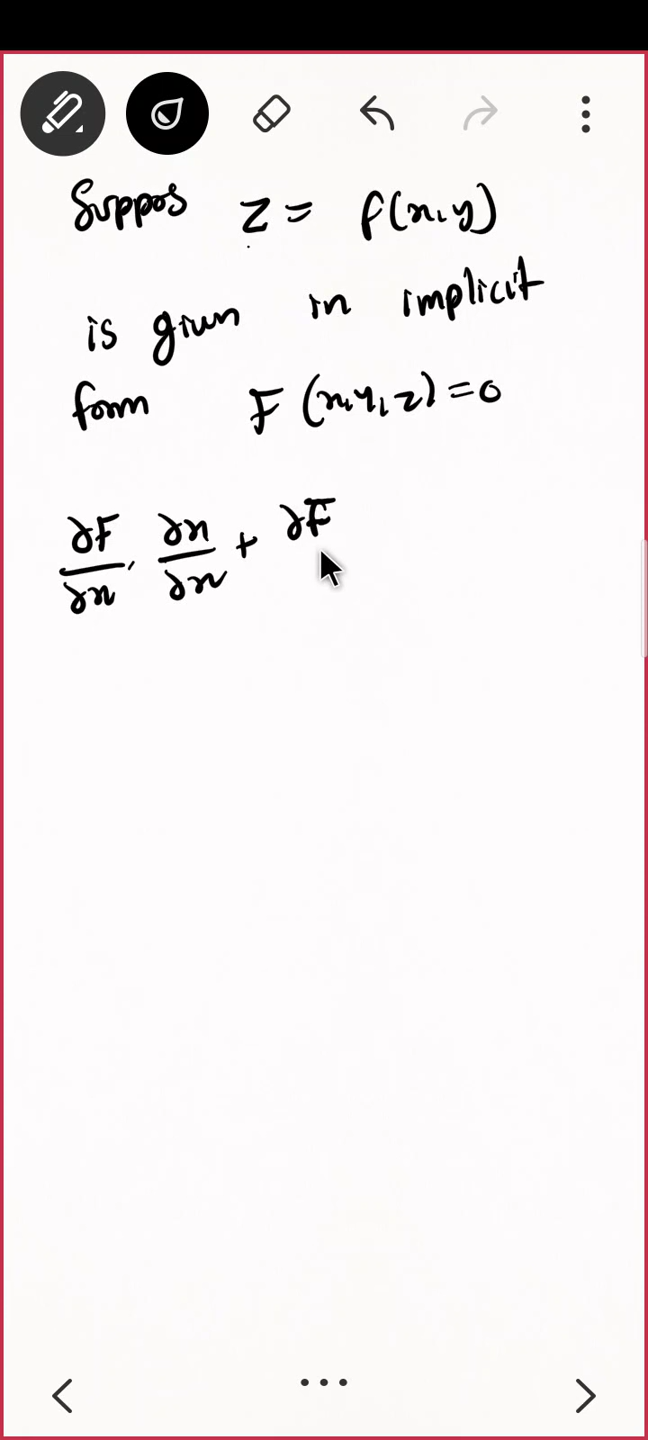 Suppos z = f(x,y)
is given in implicit
form F(x,y,z)=0
∂F/∂x · ∂x/∂x + ∂F